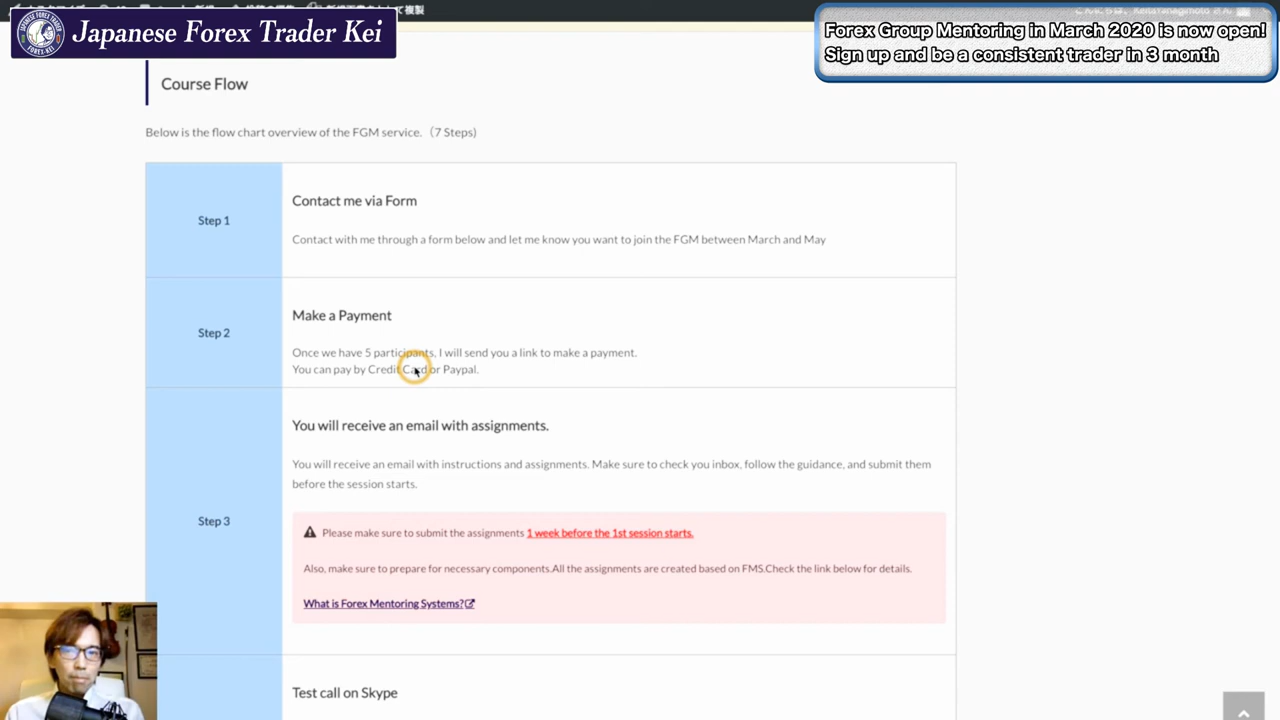 Japanese Forex Trader Kei
Forex Group Mentoring in March 2020 is now open!
Sign up and be a consistent trader in 3 month
Course Flow
Below is the flow chart overview of the FGM service.（7 Steps)
Step 1
Contact me via Form
Contact with me through a form below and let me know you want to join the FGM between March and May
Step 2
Make a Payment
Once we have 5 participants, I will send you a link to make a payment.
You can pay by Credit Card or Paypal.
Step 3
You will receive an email with assignments.
You will receive an email with instructions and assignments. Make sure to check you inbox, follow the guidance, and submit them
before the session starts.
Please make sure to submit the assignments 1 week before the 1st session starts.
Also, make sure to prepare for necessary components.All the assignments are created based on FMS.Check the link below for details.
What is Forex Mentoring Systems?
Test call on Skype